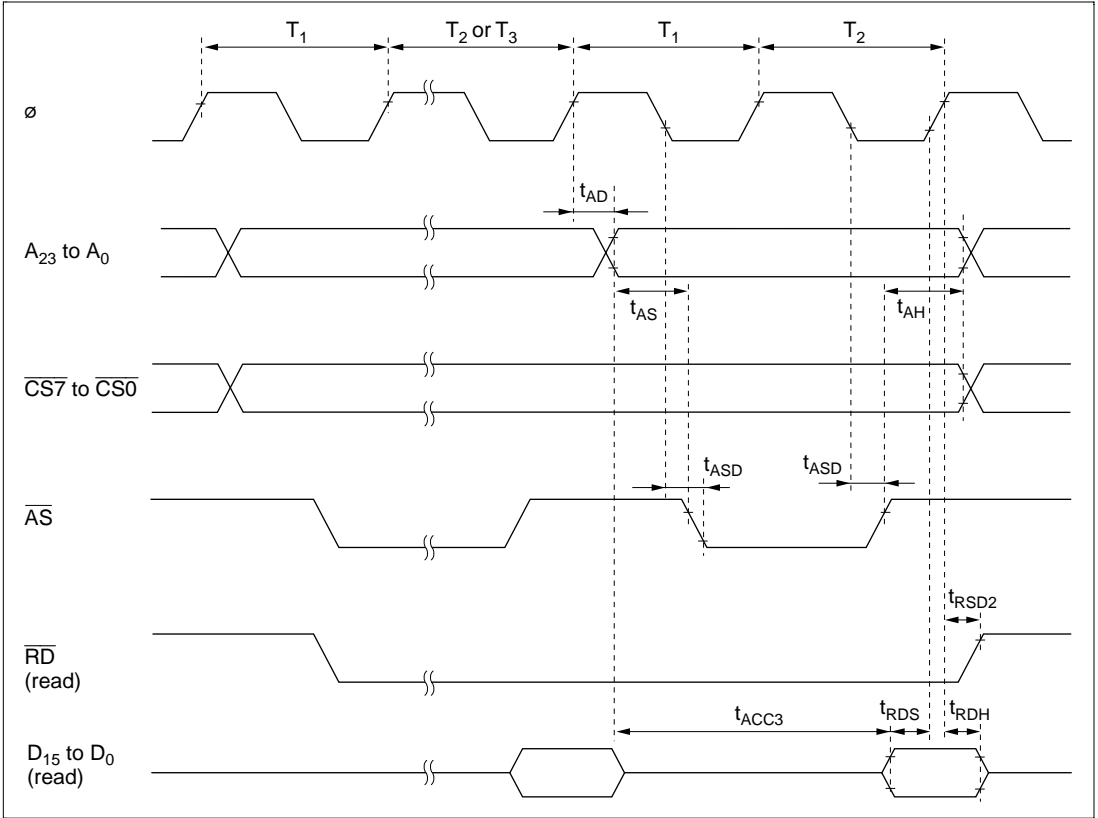 T1 T2 or T3 T1 T2
ø
tAD
A23 to A0
tAS tAH
CS7 to CS0
tASD tASD
AS
tRSD2
RD
(read)
tACC3 tRDS tRDH
D15 to D0
(read)